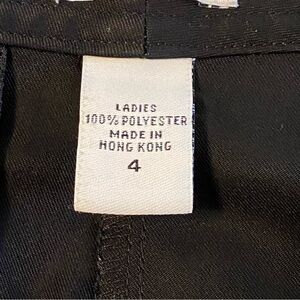 LADIES
100% POLYESTER
MADE IN
HONG KONG
4